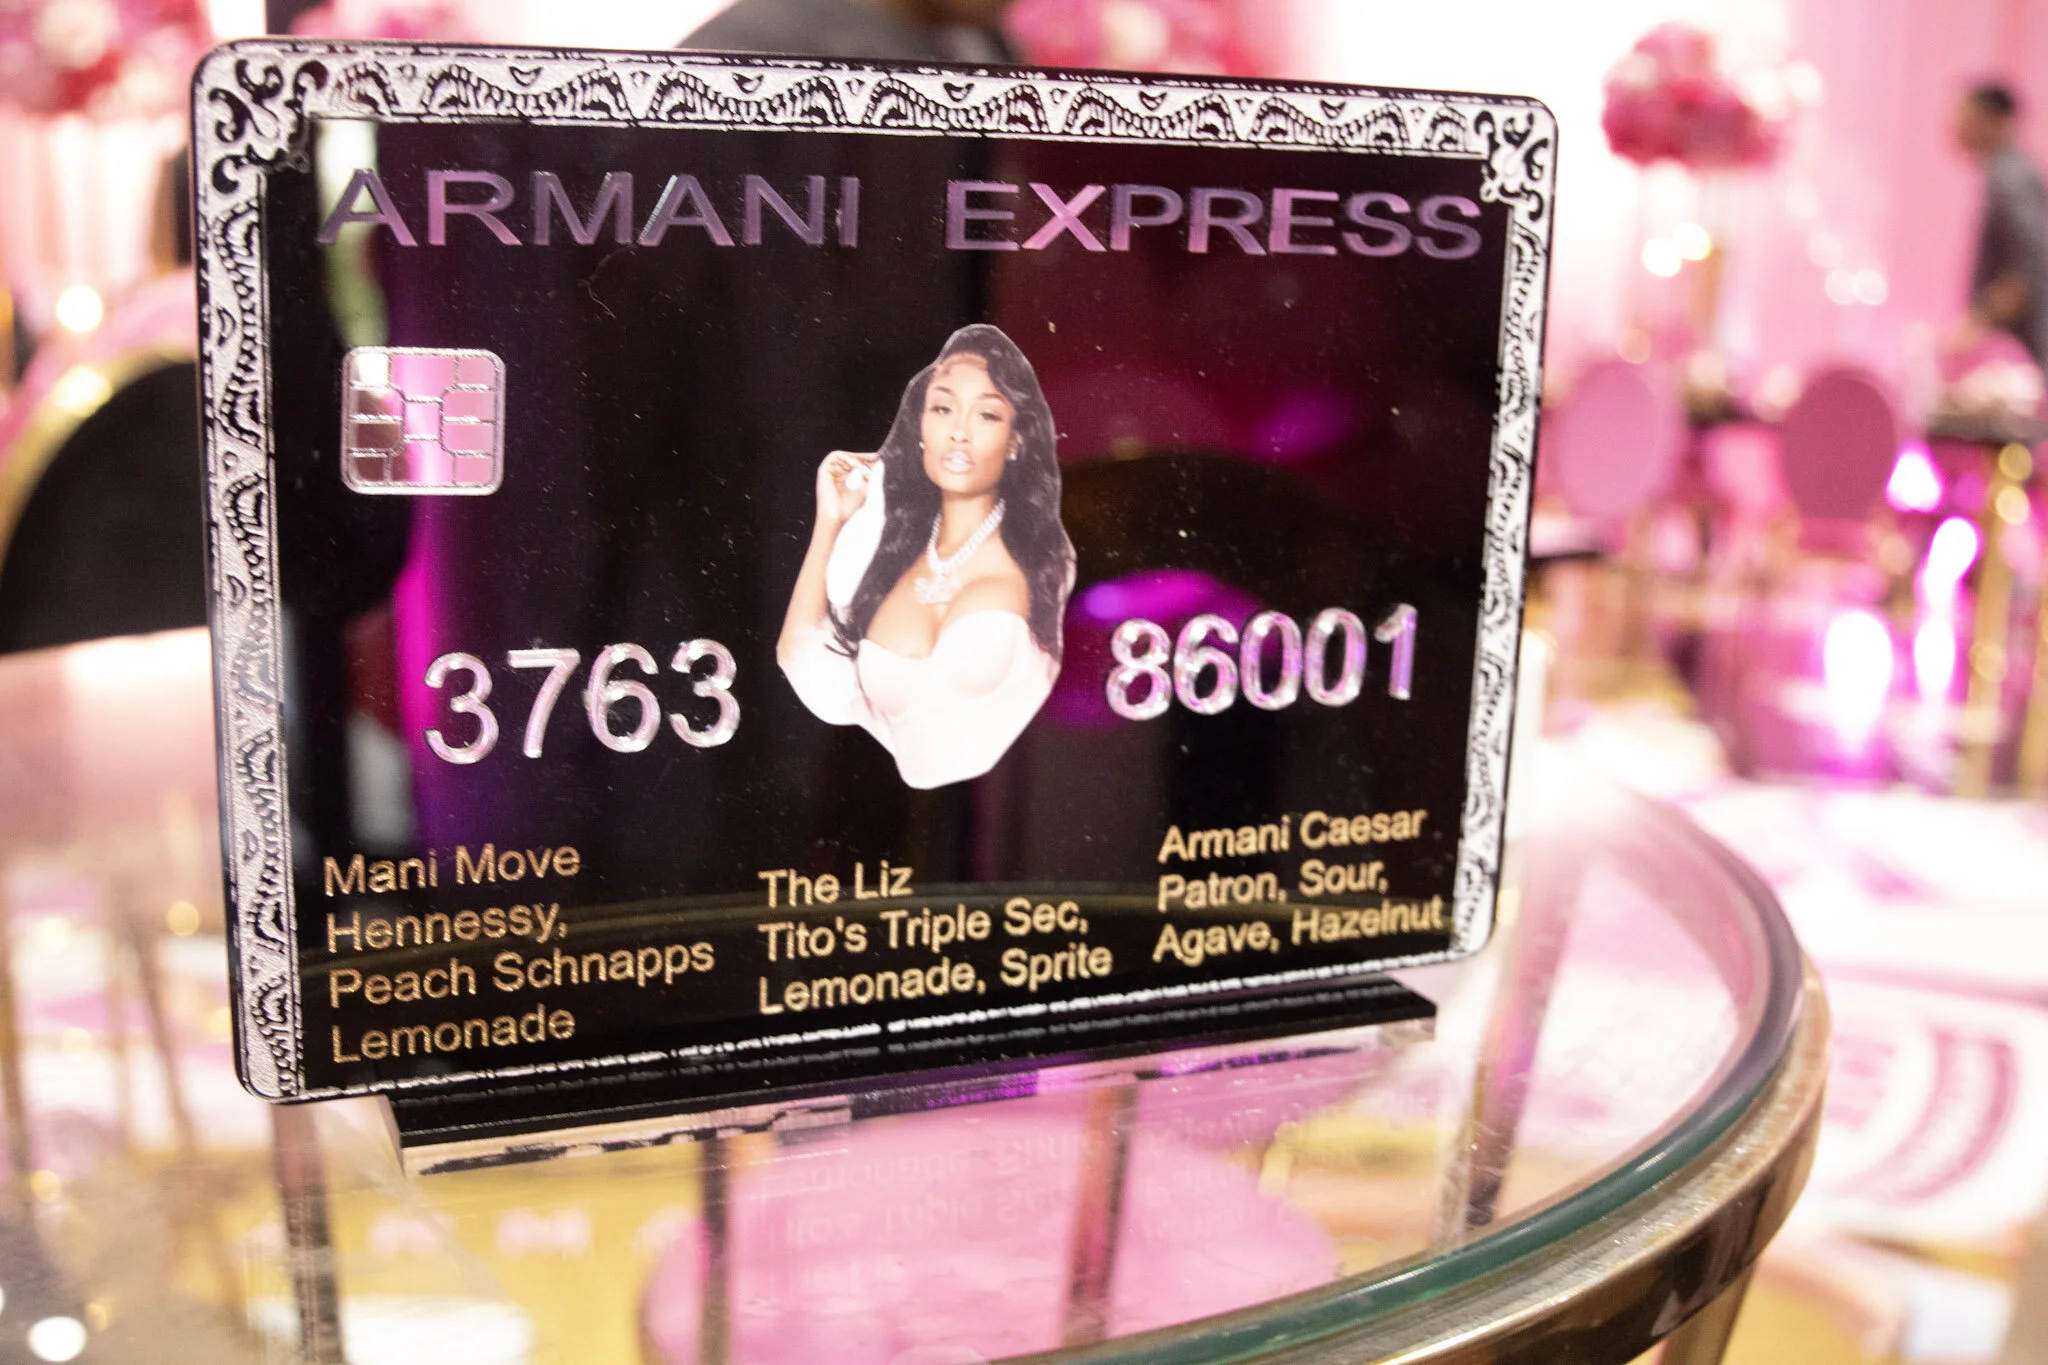 ARMANI EXPRESS
3763 86001
Mani Move
Hennessy,
Peach Schnapps
Lemonade
The Liz
Tito's Triple Sec,
Lemonade, Sprite
Armani Caesar
Patron, Sour,
Agave, Hazelnut